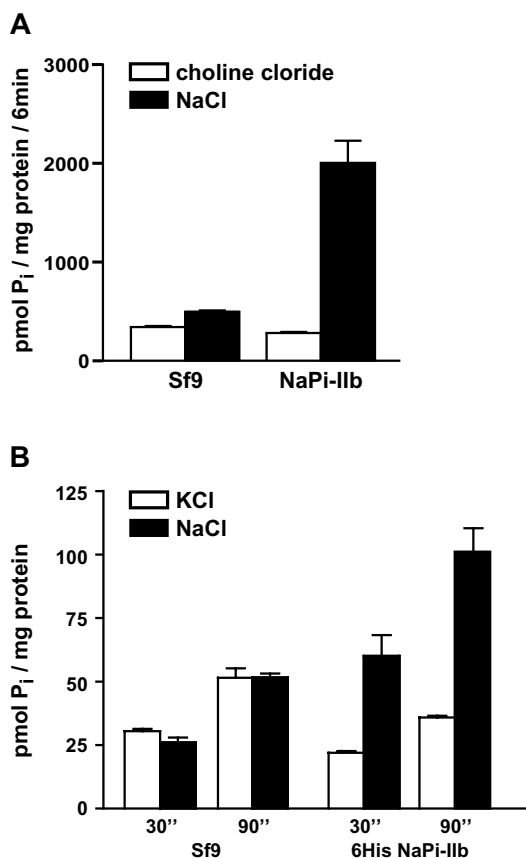 A
choline cloride
NaCl
pmol Pi / mg protein / 6min
3000
2000
1000
0
Sf9 NaPi-IIb
B
KCl
NaCl
pmol Pi / mg protein
125
100
75
50
25
0
30’’ 90’’ 30’’ 90’’
Sf9 6His NaPi-IIb